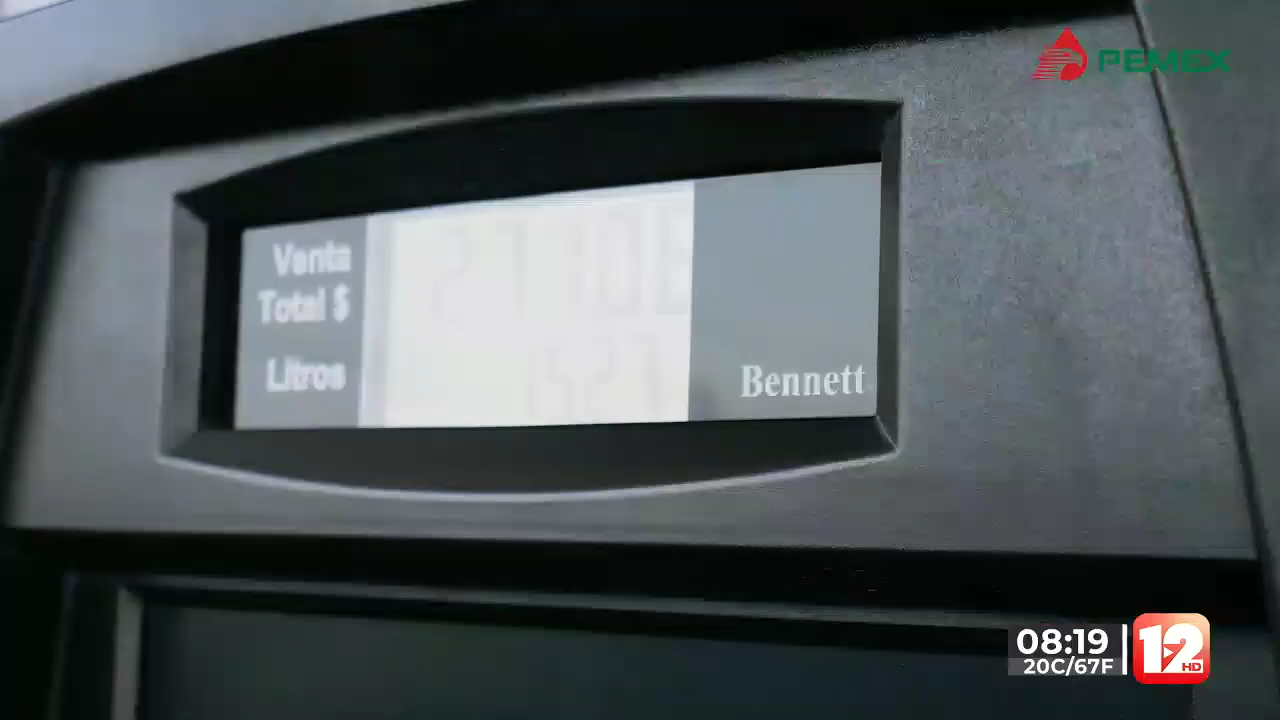 PEMEX
Venta
Total $
Litros
Bennett
08:19
20C/67F
12
HD